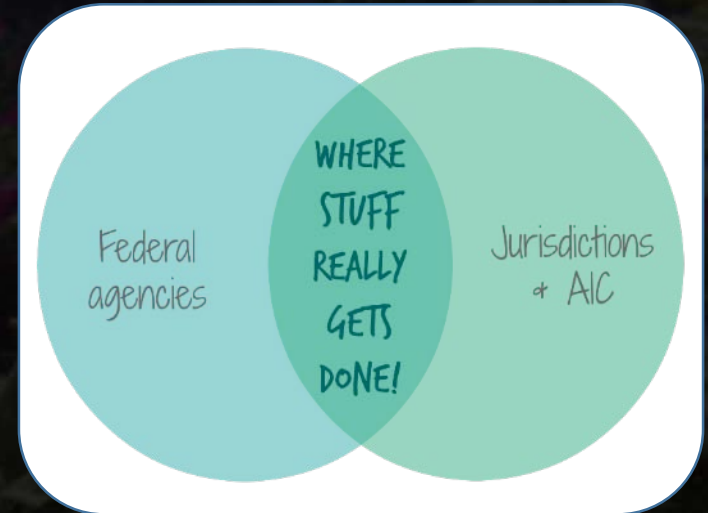 Federal
agencies
WHERE
STUFF
REALLY
GETS
DONE!
Jurisdictions
& AIC